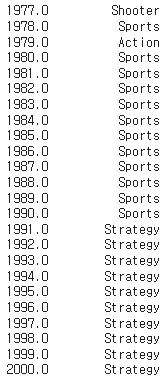 1977.0 Shooter
1978.0 Sports
1979.0 Action
1980.0 Sports
1981.0 Sports
1982.0 Sports
1983.0 Sports
1984.0 Sports
1985.0 Sports
1986.0 Sports
1987.0 Sports
1988.0 Sports
1989.0 Sports
1990.0 Sports
1991.0 Strategy
1992.0 Strategy
1993.0 Strategy
1994.0 Strategy
1995.0 Strategy
1996.0 Strategy
1997.0 Strategy
1998.0 Strategy
1999.0 Strategy
2000.0 Strategy